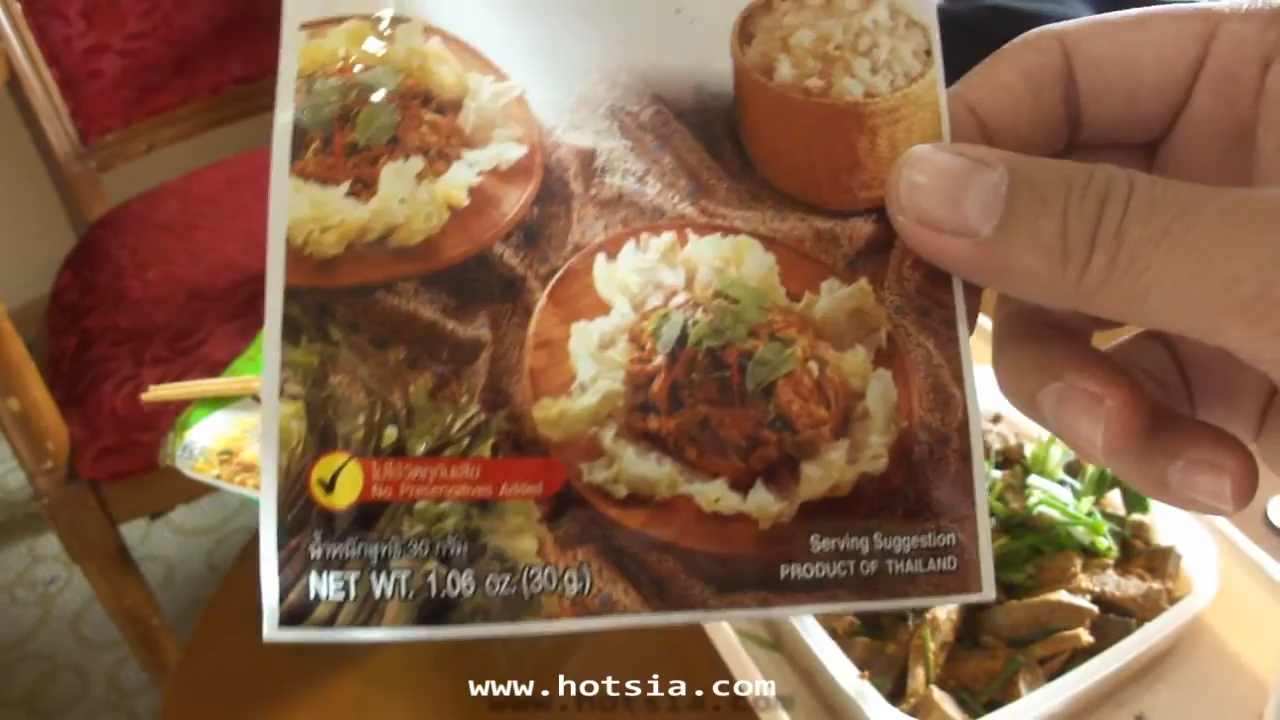 ไม่ใช้วัตถุกันเสีย
No Preservatives Added
น้ำหนักสุทธิ 30 กรัม
NET WT. 1.06 oz. (30 g.)
Serving Suggestion
PRODUCT OF THAILAND
www.hotsia.com